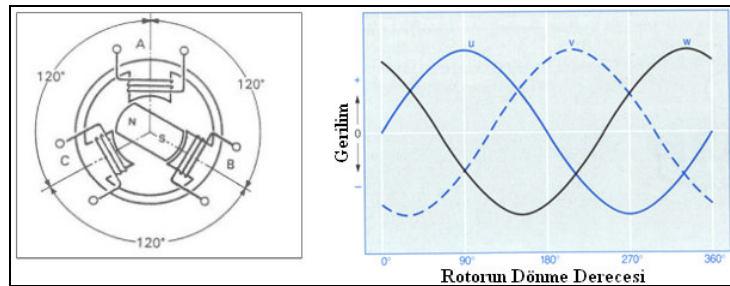 A
120°
120°
N
S
C
B
120°
u
v
w
+
0
−
Gerilim
0°
90°
180°
270°
360°
Rotorun Dönme Derecesi